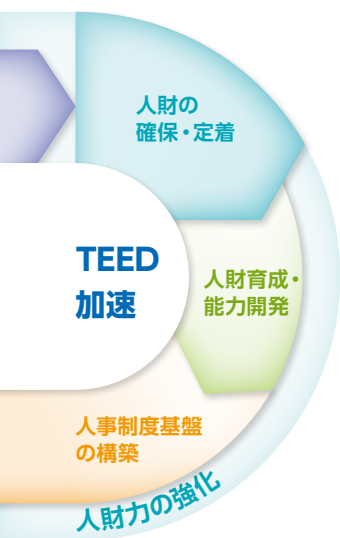 人財の
確保・定着
TEED
加速
人財育成・
能力開発
人事制度基盤
の構築
人財力の強化